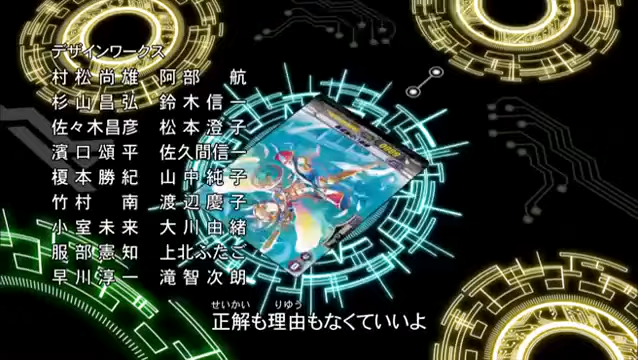 デザインワークス
村松尚雄 阿部 航
杉山昌弘 鈴木信一
佐々木昌彦 松本澄子
濱口頌平 佐久間信一
榎本勝紀 山中純子
竹村 南 渡辺慶子
小室未来 大川由緒
服部憲知 上北ふたご
早川淳一 滝智次朗
せいかい りゆう
正解も理由もなくていいよ